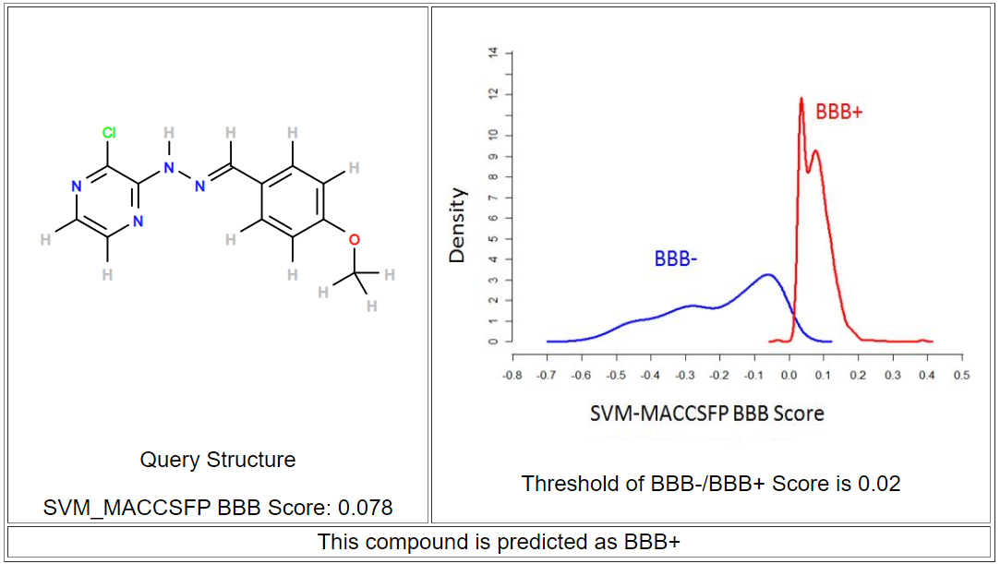 Cl
H
H
H
N
N
H
N
N
H
H
O
H
H
H
H
H
H
Query Structure
SVM_MACCSFP BBB Score: 0.078
14
12
10
9
8
7
6
5
4
3
2
1
0
Density
BBB+
BBB-
-0.8 -0.7 -0.6 -0.5 -0.4 -0.3 -0.2 -0.1 0.0 0.1 0.2 0.3 0.4 0.5
SVM-MACCSFP BBB Score
Threshold of BBB-/BBB+ Score is 0.02
This compound is predicted as BBB+